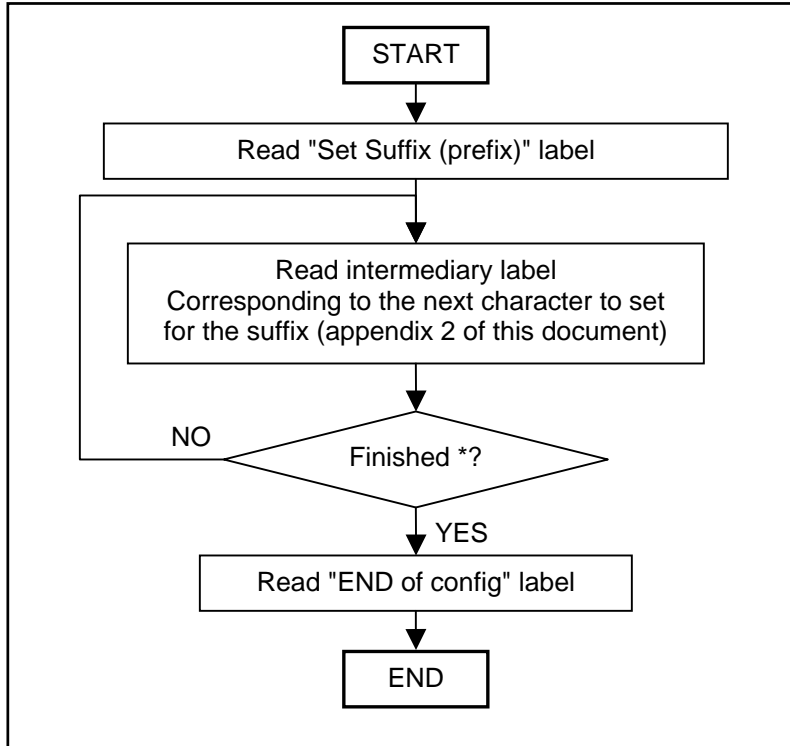 START
Read "Set Suffix (prefix)" label
Read intermediary label
Corresponding to the next character to set
for the suffix (appendix 2 of this document)
NO
Finished *?
YES
Read "END of config" label
END